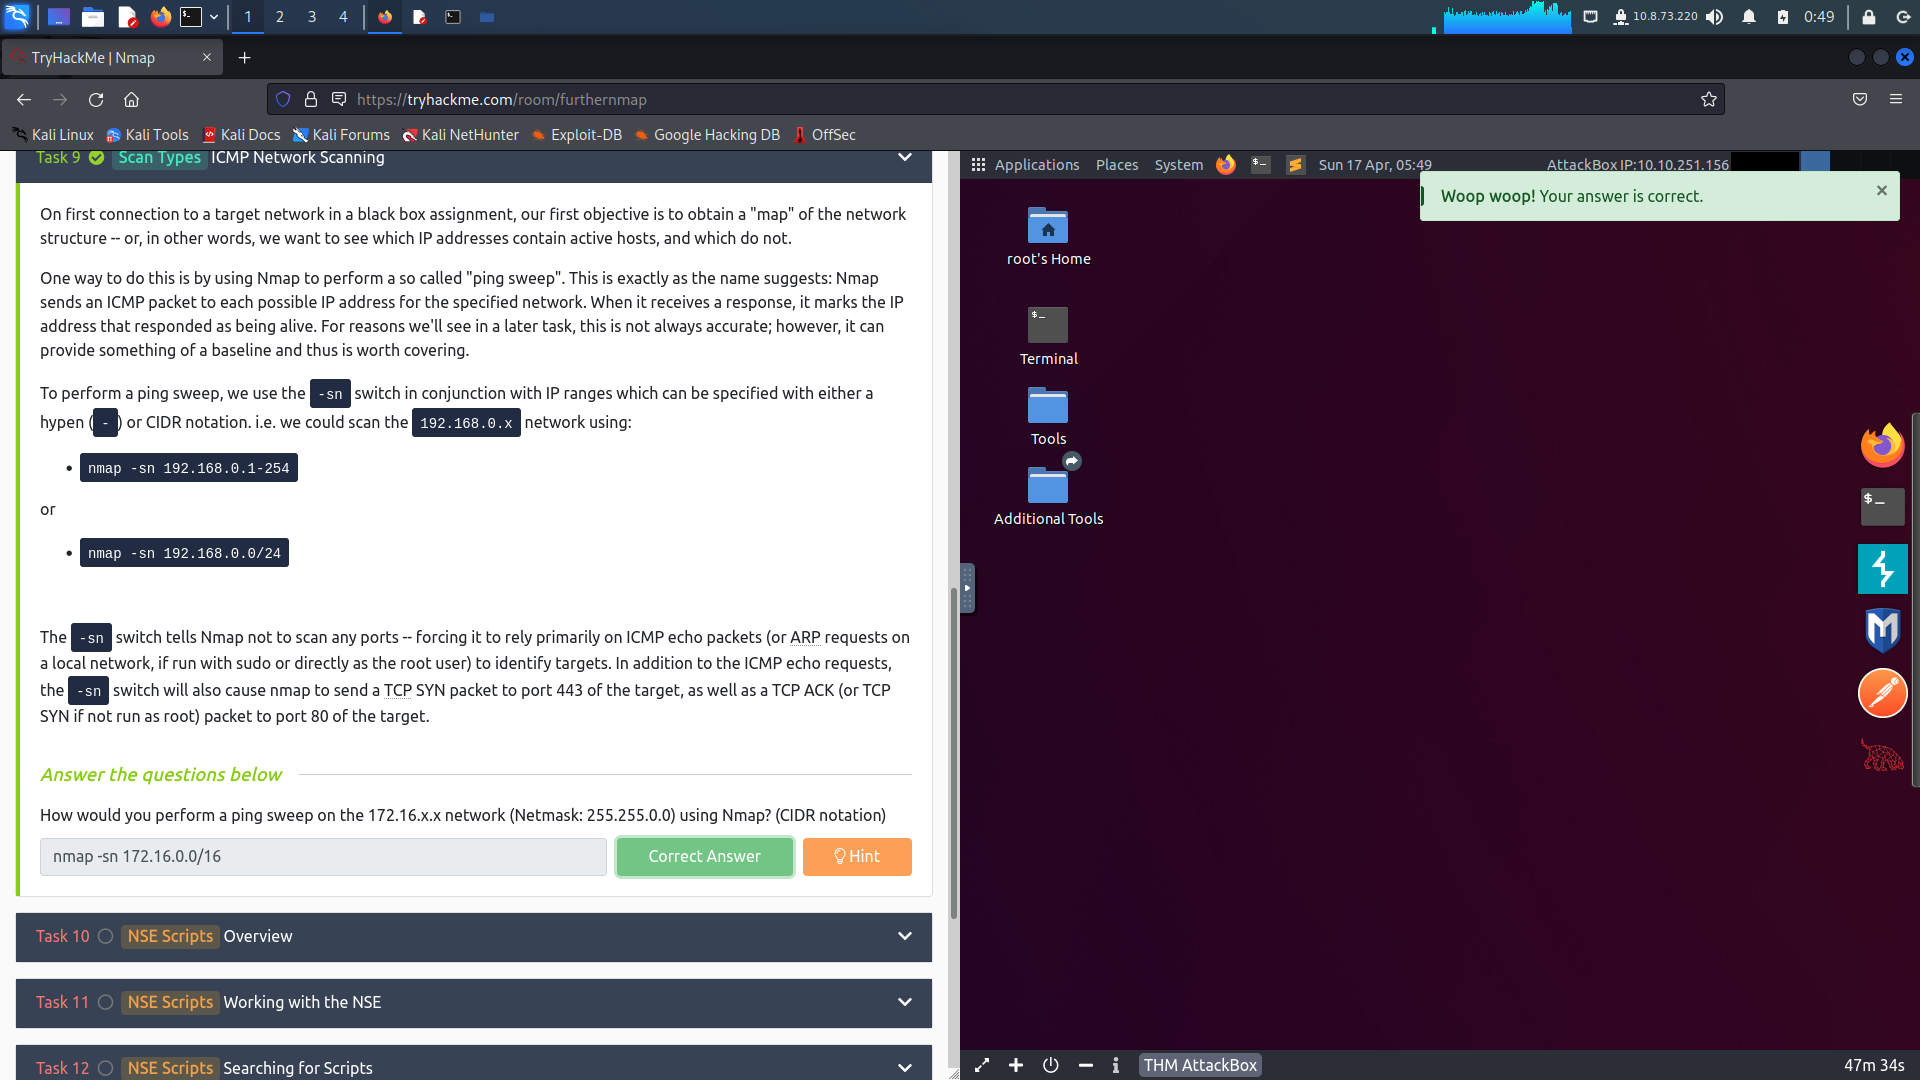 1 2 3 4
10.8.73.220
0:49
TryHackMe | Nmap
https://tryhackme.com/room/furthernmap
Kali Linux Kali Tools Kali Docs Kali Forums Kali NetHunter Exploit-DB Google Hacking DB OffSec
Task 9 Scan Types ICMP Network Scanning
On first connection to a target network in a black box assignment, our first objective is to obtain a "map" of the network
structure -- or, in other words, we want to see which IP addresses contain active hosts, and which do not.
One way to do this is by using Nmap to perform a so called "ping sweep". This is exactly as the name suggests: Nmap
sends an ICMP packet to each possible IP address for the specified network. When it receives a response, it marks the IP
address that responded as being alive. For reasons we'll see in a later task, this is not always accurate; however, it can
provide something of a baseline and thus is worth covering.
To perform a ping sweep, we use the -sn switch in conjunction with IP ranges which can be specified with either a
hypen (-) or CIDR notation. i.e. we could scan the 192.168.0.x network using:
• nmap -sn 192.168.0.1-254
or
• nmap -sn 192.168.0.0/24
The -sn switch tells Nmap not to scan any ports -- forcing it to rely primarily on ICMP echo packets (or ARP requests on
a local network, if run with sudo or directly as the root user) to identify targets. In addition to the ICMP echo requests,
the -sn switch will also cause nmap to send a TCP SYN packet to port 443 of the target, as well as a TCP ACK (or TCP
SYN if not run as root) packet to port 80 of the target.
Answer the questions below
How would you perform a ping sweep on the 172.16.x.x network (Netmask: 255.255.0.0) using Nmap? (CIDR notation)
nmap -sn 172.16.0.0/16
Correct Answer
Hint
Task 10 NSE Scripts Overview
Task 11 NSE Scripts Working with the NSE
Task 12 NSE Scripts Searching for Scripts
Applications Places System Sun 17 Apr, 05:49 AttackBox IP:10.10.251.156
Woop woop! Your answer is correct.
root's Home
$_
Terminal
Tools
Additional Tools
$_
THM AttackBox
47m 34s